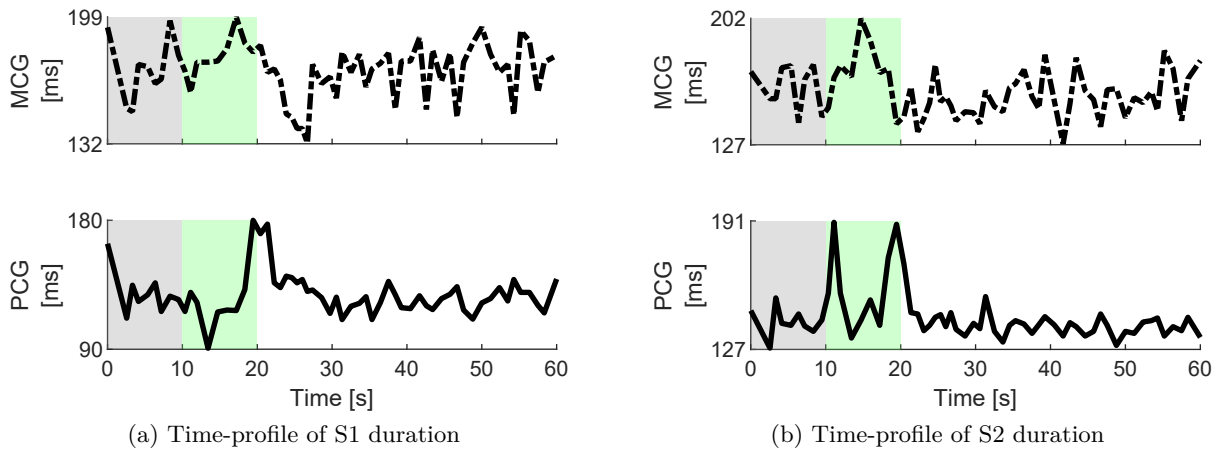 199
MCG
[ms]
132
180
PCG
[ms]
90
0 10 20 30 40 50 60
Time [s]
(a) Time-profile of S1 duration
202
MCG
[ms]
127
191
PCG
[ms]
127
0 10 20 30 40 50 60
Time [s]
(b) Time-profile of S2 duration